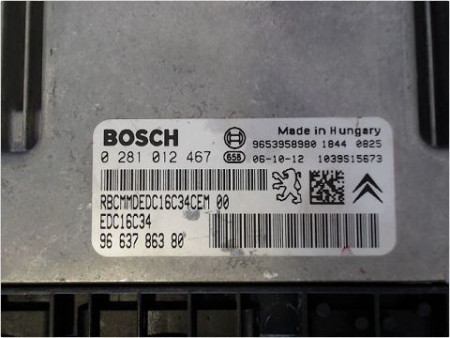 BOSCH
Made in Hungary
9653958980 1844 0825
0 281 012 467
658
06-10-12 1039S15673
RBCMMDEDC16C34CEM 00
EDC16C34
96 637 863 80